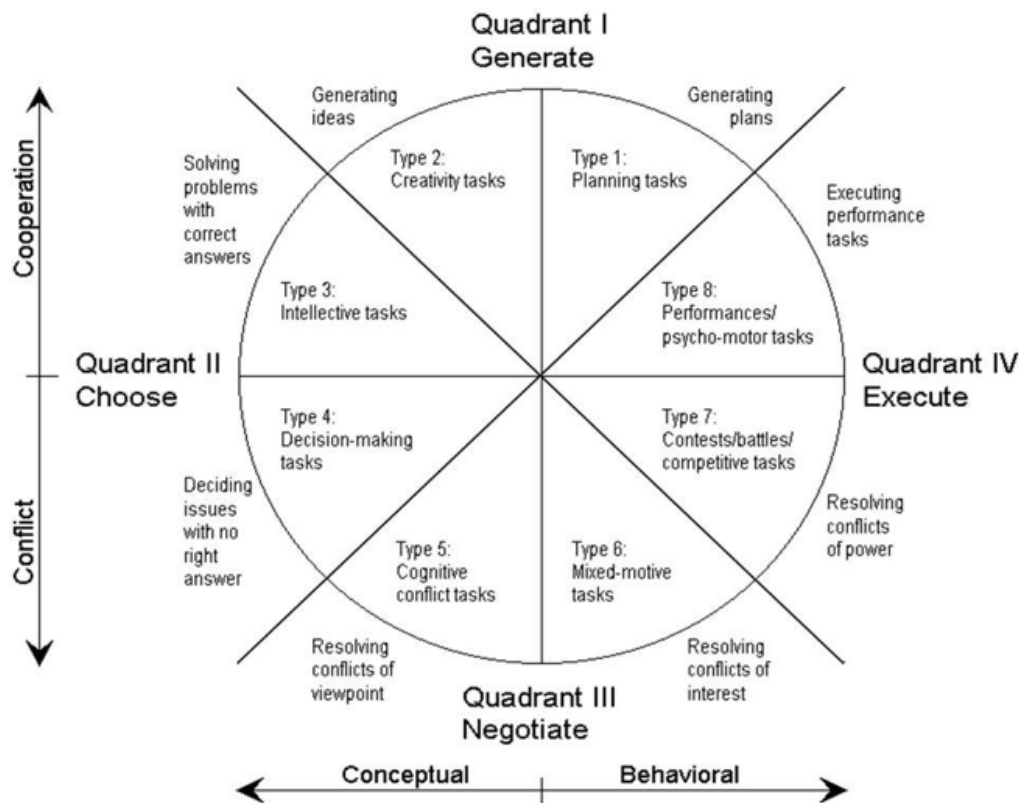 Quadrant I
Generate
Generating
ideas
Generating
plans
Cooperation
Solving
problems
with
correct
answers
Type 2:
Creativity tasks
Type 1:
Planning tasks
Executing
performance
tasks
Type 3:
Intellective tasks
Type 8:
Performances/
psycho-motor tasks
Quadrant II
Choose
Quadrant IV
Execute
Type 4:
Decision-making
tasks
Type 7:
Contests/battles/
competitive tasks
Conflict
Deciding
issues
with no
right
answer
Type 5:
Cognitive
conflict tasks
Type 6:
Mixed-motive
tasks
Resolving
conflicts
of power
Resolving
conflicts of
viewpoint
Resolving
conflicts of
interest
Quadrant III
Negotiate
Conceptual
Behavioral